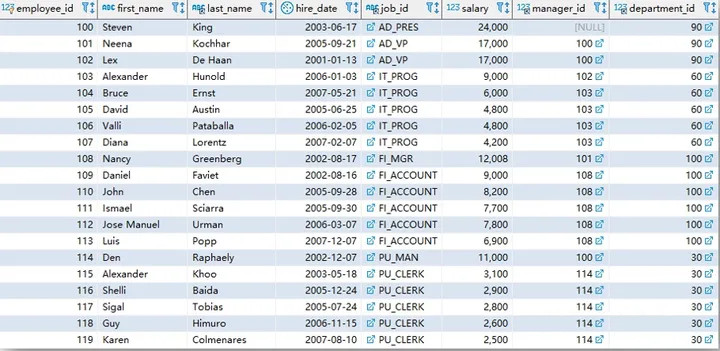 123 employee_id ABC first_name ABC last_name hire_date ABC job_id 123 salary 123 manager_id 123 department_id
100 Steven King 2003-06-17 AD_PRES 24,000 [NULL] 90
101 Neena Kochhar 2005-09-21 AD_VP 17,000 100 90
102 Lex De Haan 2001-01-13 AD_VP 17,000 100 90
103 Alexander Hunold 2006-01-03 IT_PROG 9,000 102 60
104 Bruce Ernst 2007-05-21 IT_PROG 6,000 103 60
105 David Austin 2005-06-25 IT_PROG 4,800 103 60
106 Valli Pataballa 2006-02-05 IT_PROG 4,800 103 60
107 Diana Lorentz 2007-02-07 IT_PROG 4,200 103 60
108 Nancy Greenberg 2002-08-17 FI_MGR 12,008 101 100
109 Daniel Faviet 2002-08-16 FI_ACCOUNT 9,000 108 100
110 John Chen 2005-09-28 FI_ACCOUNT 8,200 108 100
111 Ismael Sciarra 2005-09-30 FI_ACCOUNT 7,700 108 100
112 Jose Manuel Urman 2006-03-07 FI_ACCOUNT 7,800 108 100
113 Luis Popp 2007-12-07 FI_ACCOUNT 6,900 108 100
114 Den Raphaely 2002-12-07 PU_MAN 11,000 100 30
115 Alexander Khoo 2003-05-18 PU_CLERK 3,100 114 30
116 Shelli Baida 2005-12-24 PU_CLERK 2,900 114 30
117 Sigal Tobias 2005-07-24 PU_CLERK 2,800 114 30
118 Guy Himuro 2006-11-15 PU_CLERK 2,600 114 30
119 Karen Colmenares 2007-08-10 PU_CLERK 2,500 114 30